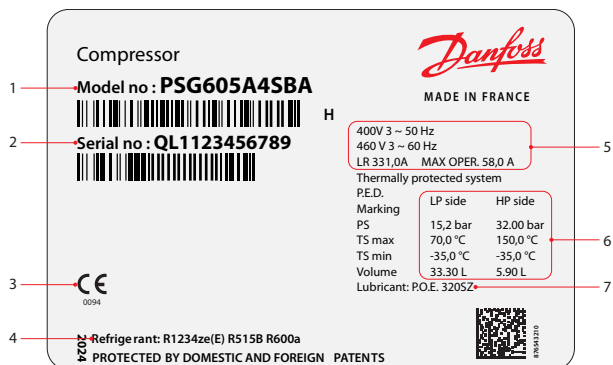 Compressor
Danfoss
1 Model no : PSG605A4SBA
MADE IN FRANCE
H
2 Serial no : QL1123456789
400V 3 ~ 50 Hz
460 V 3 ~ 60 Hz
LR 331,0A MAX OPER. 58,0 A
5
Thermally protected system
P.E.D.
Marking LP side HP side
PS 15,2 bar 32.00 bar
TS max 70,0 °C 150,0 °C
6
TS min -35,0 °C -35,0 °C
Volume 33.30 L 5.90 L
Lubricant: P.O.E. 320SZ 7
3 CE
0094
4 Refrigerant: R1234ze(E) R515B R600a
2024 PROTECTED BY DOMESTIC AND FOREIGN PATENTS
876543210